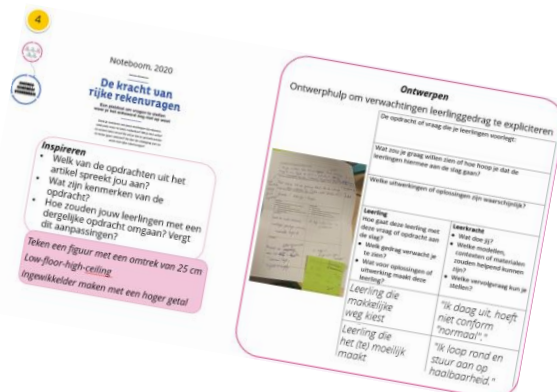 4
Noteboom, 2020
De kracht van
rijke rekenvragen
Inspireren
• Welk van de opdrachten uit het
artikel spreekt jou aan?
• Wat zijn kenmerken van de
opdracht?
• Hoe zouden jouw leerlingen met een
dergelijke opdracht omgaan? Vergt
dit aanpassingen?
Teken een figuur met een omtrek van 25 cm
Low-floor-high-ceiling
Ingewikkelder maken met een hoger getal
Ontwerpen
Ontwerphulp om verwachtingen leerlinggedrag te expliciteren
De opdracht of vraag die je leerlingen voorlegt:
Wat zou je graag willen zien of hoe hoop je dat de
leerlingen hiermee aan de slag gaan?
Welke uitwerkingen of oplossingen zijn waarschijnlijk?
Leerling
Hoe gaat deze leerling met
deze vraag of opdracht aan
de slag?
• Welk gedrag verwacht je
te zien?
• Wat voor oplossingen of
uitwerking maakt deze
leerling?
Leerkracht
• Wat doe jij?
• Welke modellen,
contexten of materialen
zouden helpend kunnen
zijn?
• Welke vervolgvraag kun je
stellen?
Leerling die
makkelijke
weg kiest
"Ik daag uit, hoeft
niet conform
"normaal"."
Leerling die
het (te) moeilijk
maakt
"Ik loop rond en
stuur aan op
haalbaarheid."